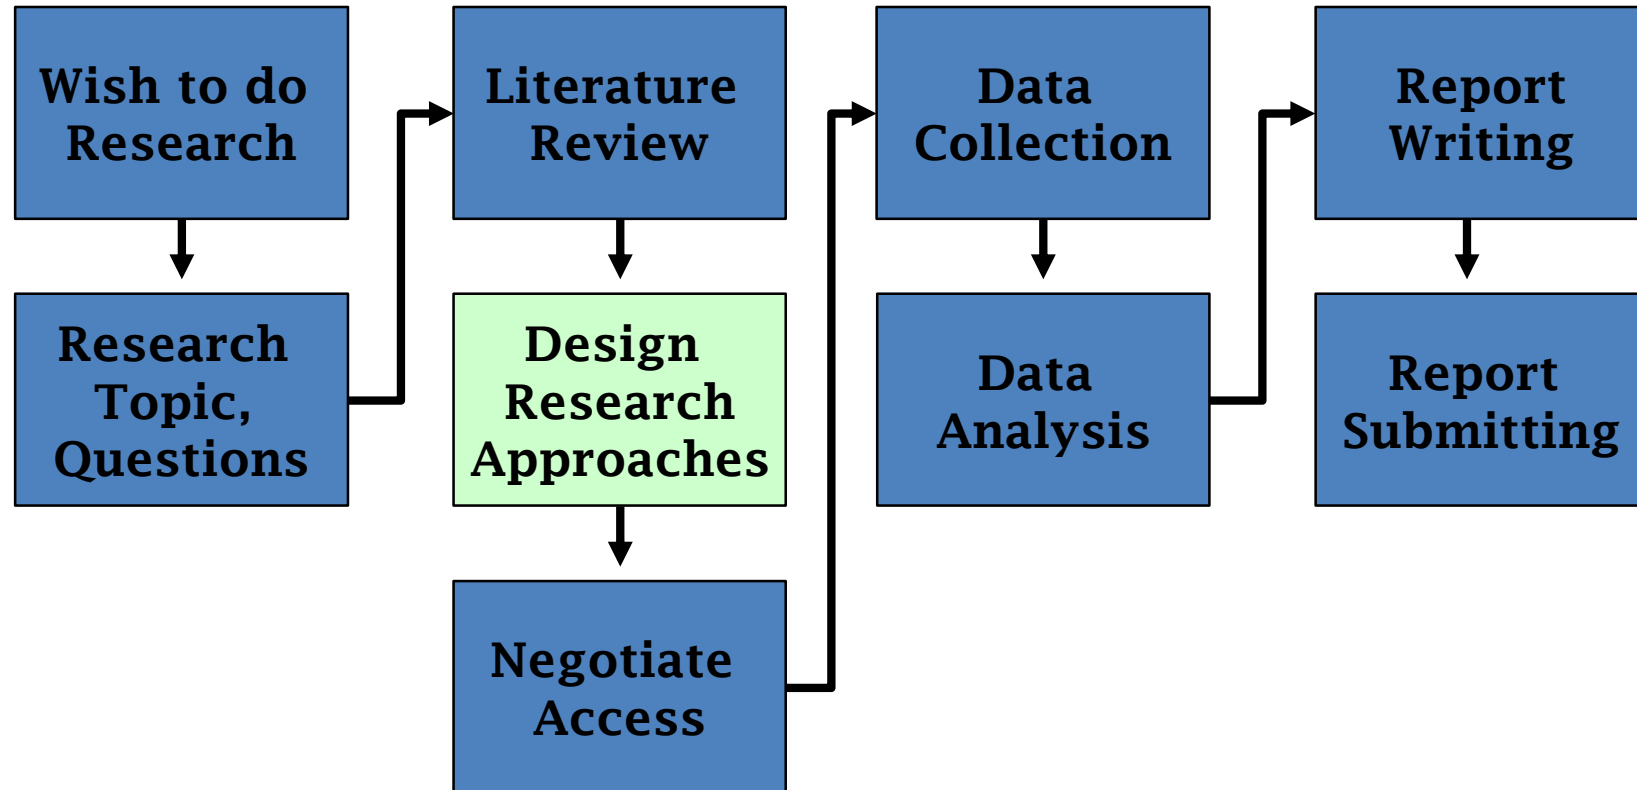 Wish to do
Research
Research
Topic,
Questions
Literature
Review
Design
Research
Approaches
Negotiate
Access
Data
Collection
Data
Analysis
Report
Writing
Report
Submitting